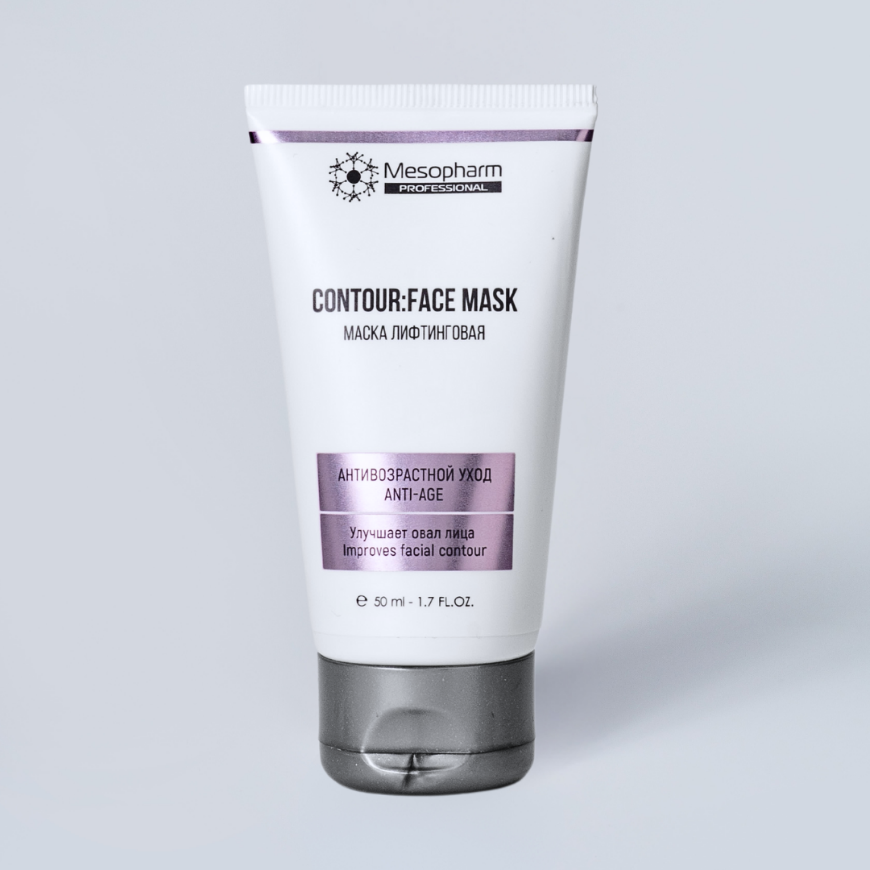 Mesopharm
PROFESSIONAL
CONTOUR:FACE MASK
МАСКА ЛИФТИНГОВАЯ
АНТИВОЗРАСТНОЙ УХОД
ANTI-AGE
Улучшает овал лица
Improves facial contour
℮ 50 ml - 1.7 FL.OZ.